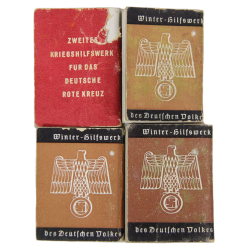 ZWEITES
KRIEGSHILFSWERK
FÜR DAS
DEUTSCHE
ROTE KREUZ
Winter-Hilfswerk
des Deutschen Volkes
Winter-Hilfswerk
des Deutschen Volkes
Winter-Hilfswerk
des Deutschen Volkes